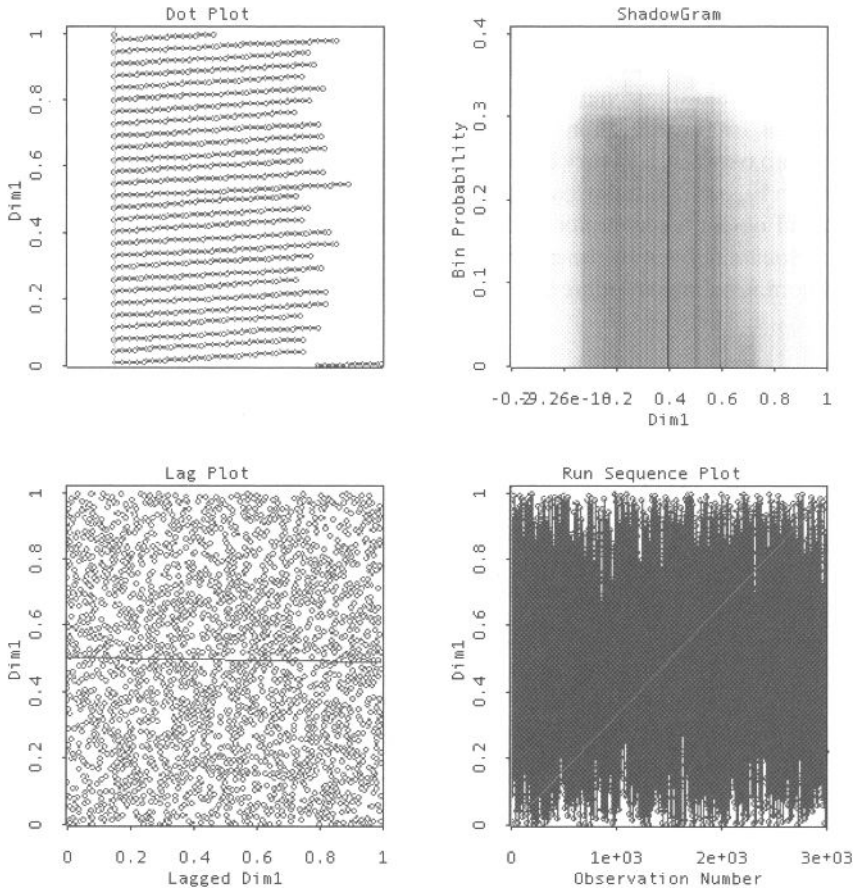 Dot Plot
Dim1
0 0.2 0.4 0.6 0.8 1
ShadowGram
Bin Probability
0 0.1 0.2 0.3 0.4
0.4 0.6 0.8 1
Dim1
Lag Plot
Dim1
0 0.2 0.4 0.6 0.8 1
0 0.2 0.4 0.6 0.8 1
Lagged Dim1
Run Sequence Plot
Dim1
0 0.2 0.4 0.6 0.8 1
0 1e+03 2e+03 3e+03
Observation Number